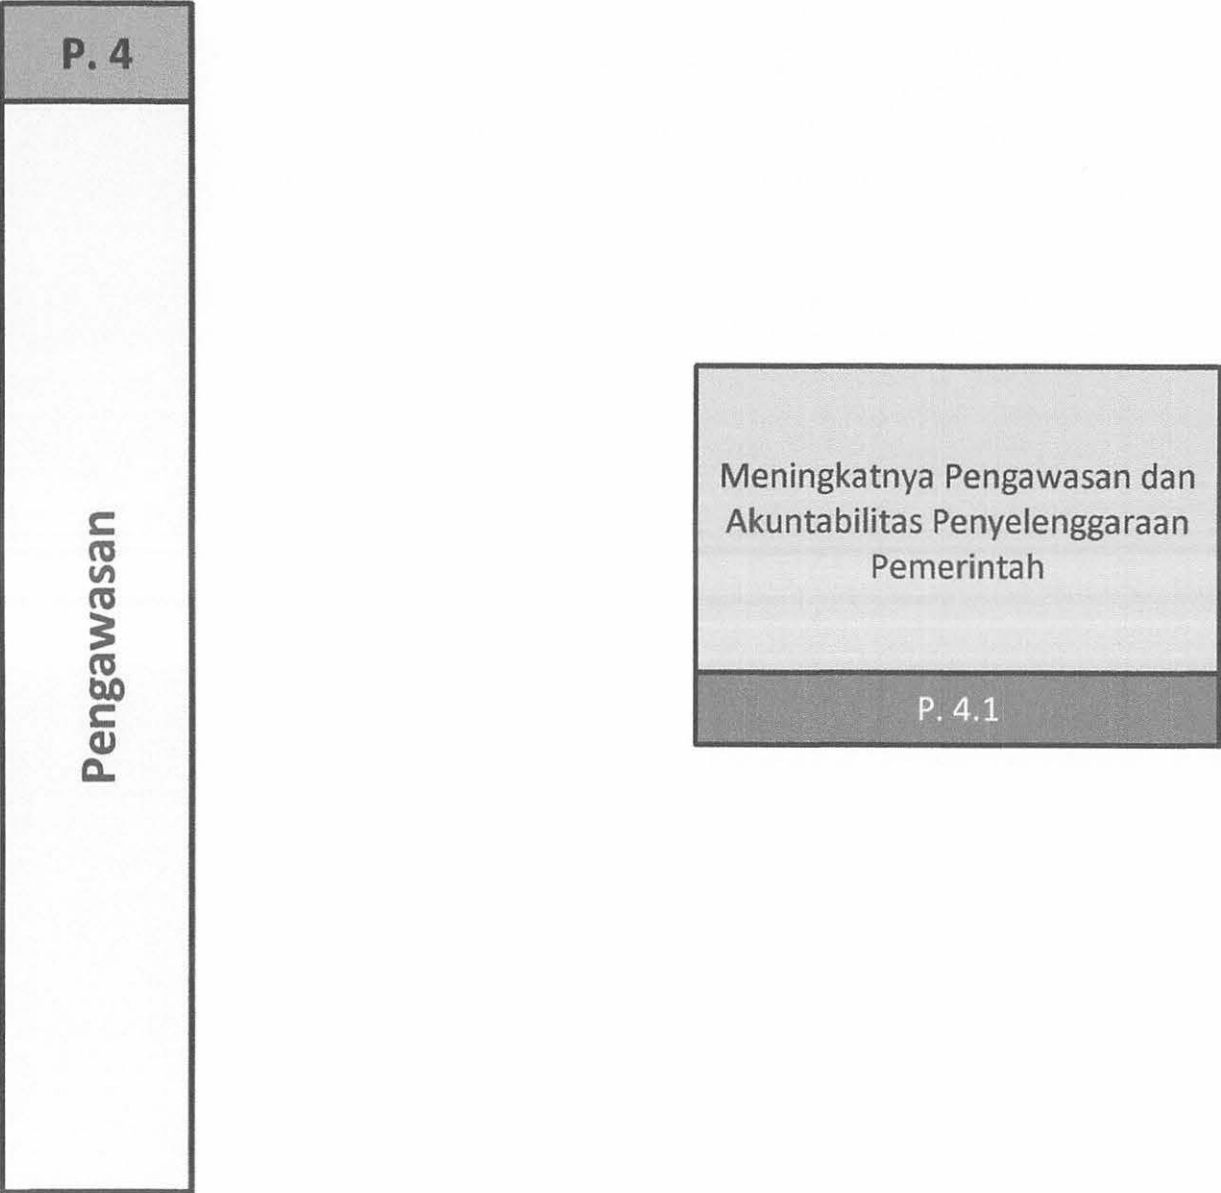 P. 4
Pengawasan
Meningkatnya Pengawasan dan
Akuntabilitas Penyelenggaraan
Pemerintah
P. 4.1